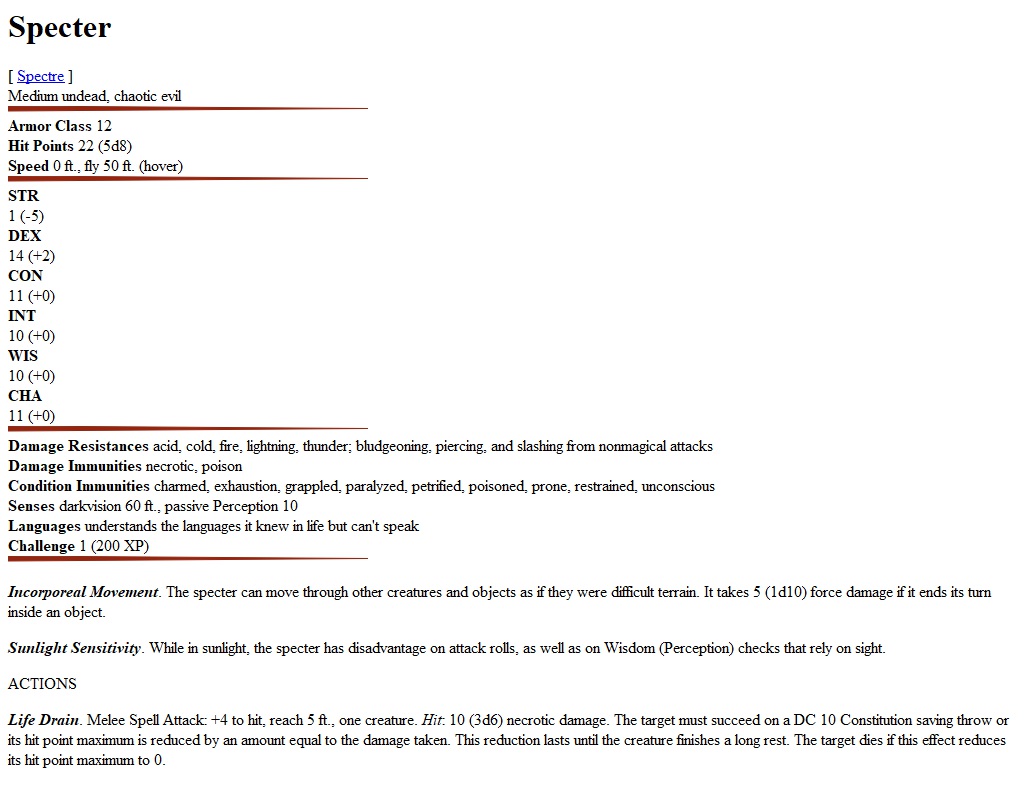 Specter
[ Spectre ]
Medium undead, chaotic evil
Armor Class 12
Hit Points 22 (5d8)
Speed 0 ft., fly 50 ft. (hover)
STR
1 (-5)
DEX
14 (+2)
CON
11 (+0)
INT
10 (+0)
WIS
10 (+0)
CHA
11 (+0)
Damage Resistances acid, cold, fire, lightning, thunder; bludgeoning, piercing, and slashing from nonmagical attacks
Damage Immunities necrotic, poison
Condition Immunities charmed, exhaustion, grappled, paralyzed, petrified, poisoned, prone, restrained, unconscious
Senses darkvision 60 ft., passive Perception 10
Languages understands the languages it knew in life but can't speak
Challenge 1 (200 XP)
Incorporeal Movement. The specter can move through other creatures and objects as if they were difficult terrain. It takes 5 (1d10) force damage if it ends its turn
inside an object.
Sunlight Sensitivity. While in sunlight, the specter has disadvantage on attack rolls, as well as on Wisdom (Perception) checks that rely on sight.
ACTIONS
Life Drain. Melee Spell Attack: +4 to hit, reach 5 ft., one creature. Hit: 10 (3d6) necrotic damage. The target must succeed on a DC 10 Constitution saving throw or
its hit point maximum is reduced by an amount equal to the damage taken. This reduction lasts until the creature finishes a long rest. The target dies if this effect reduces
its hit point maximum to 0.